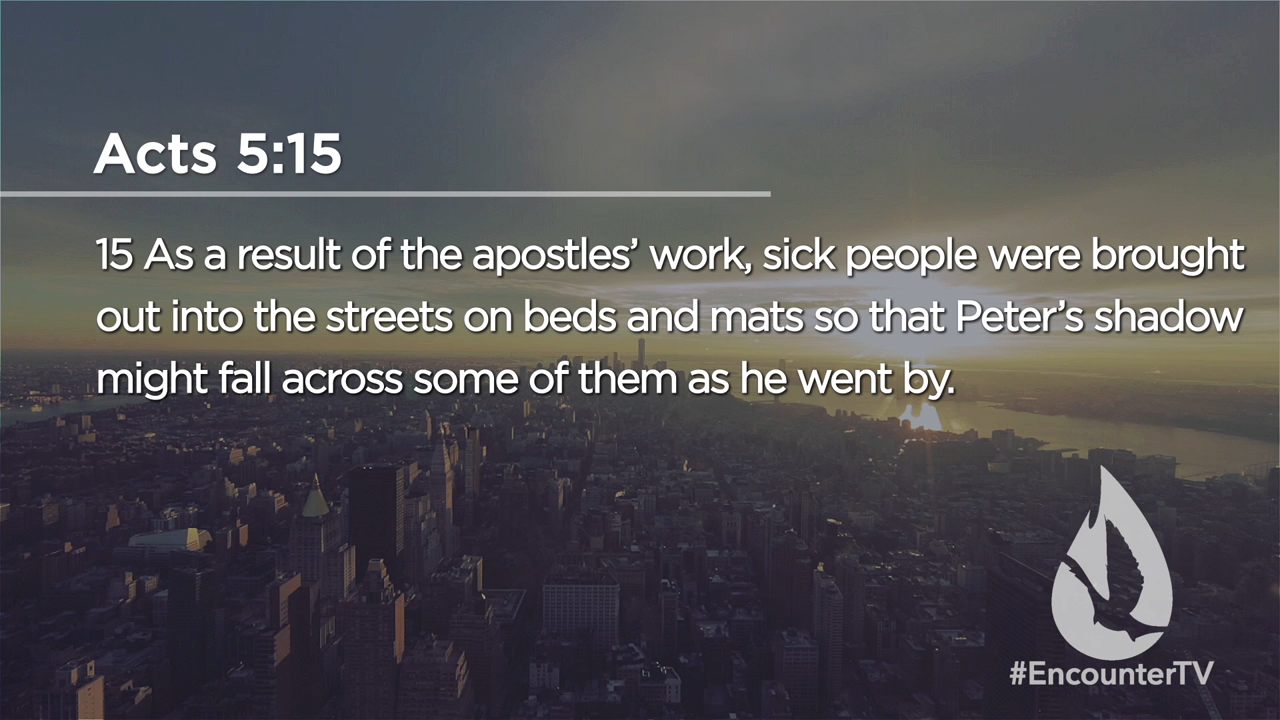 Acts 5:15
15 As a result of the apostles’ work, sick people were brought
out into the streets on beds and mats so that Peter’s shadow
might fall across some of them as he went by.
#EncounterTV